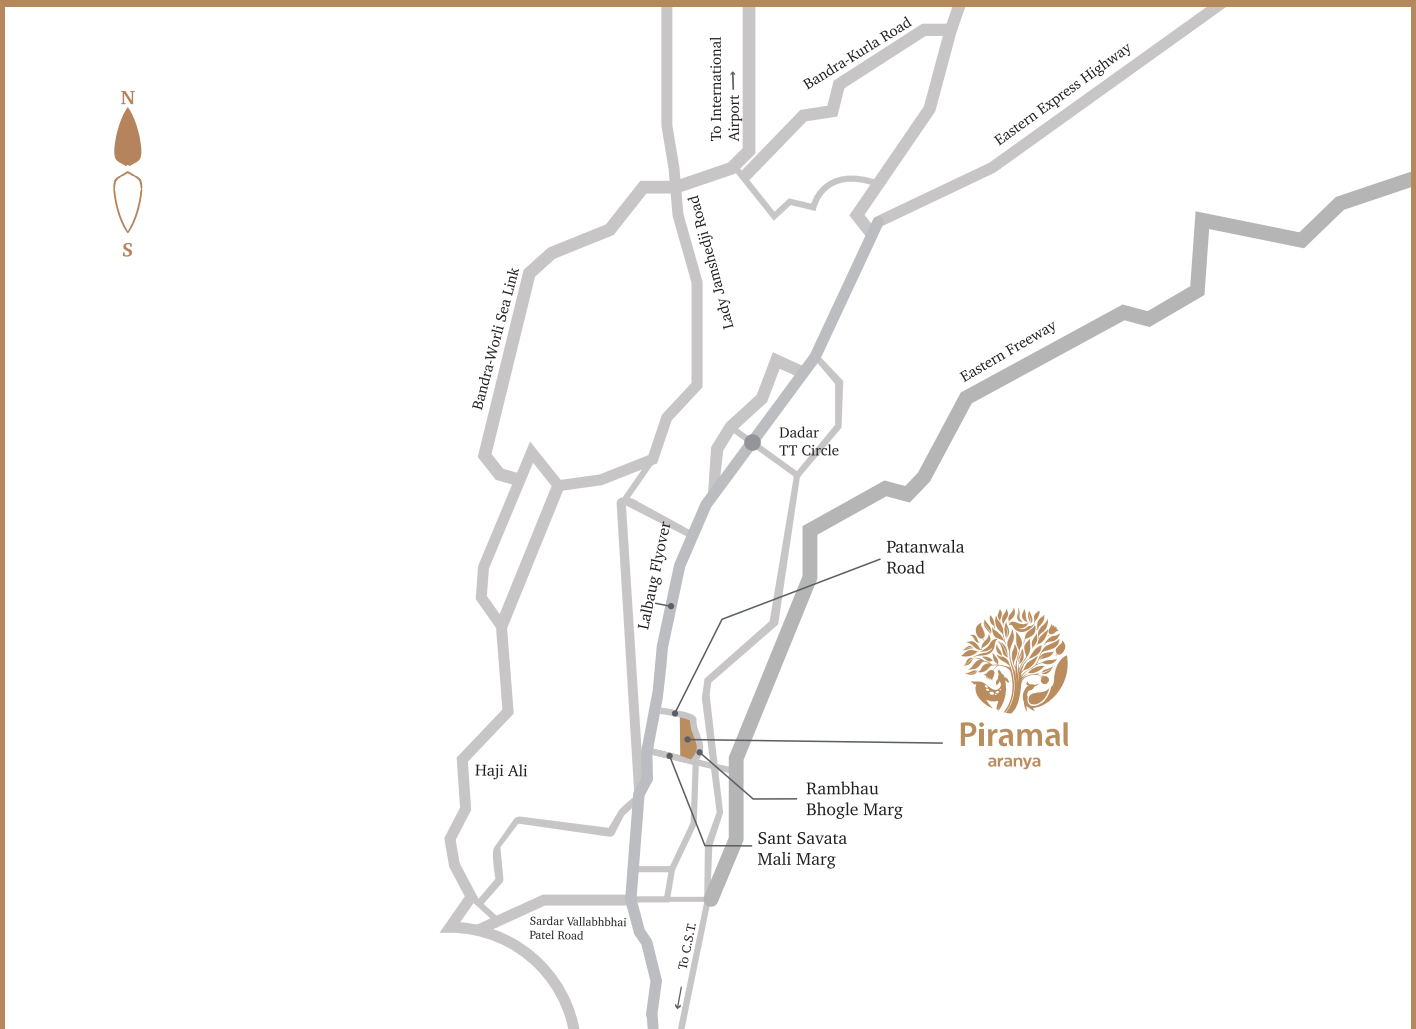 N
S
To International
Airport
Bandra-Kurla Road
Eastern Express Highway
Lady Jamshedji Road
Bandra-Worli Sea Link
Eastern Freeway
Dadar
TT Circle
Lalbaug Flyover
Patanwala
Road
Piramal
aranya
Haji Ali
Rambhau
Bhogle Marg
Sant Savata
Mali Marg
Sardar Vallabhbhai
Patel Road
To C.S.T.